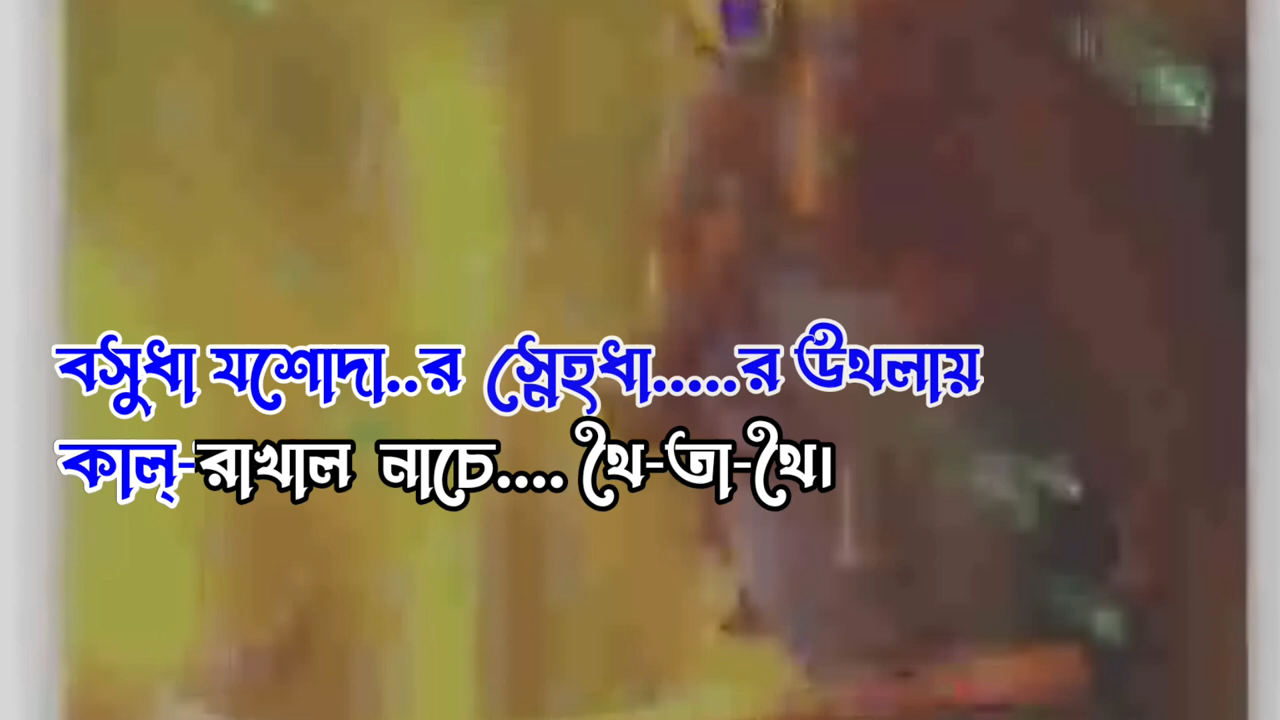 বসুধা যশোদা..র স্নেহধা.....র উথলায়
কাল্-রাখাল নাচে.... থৈ-তা-থৈ।